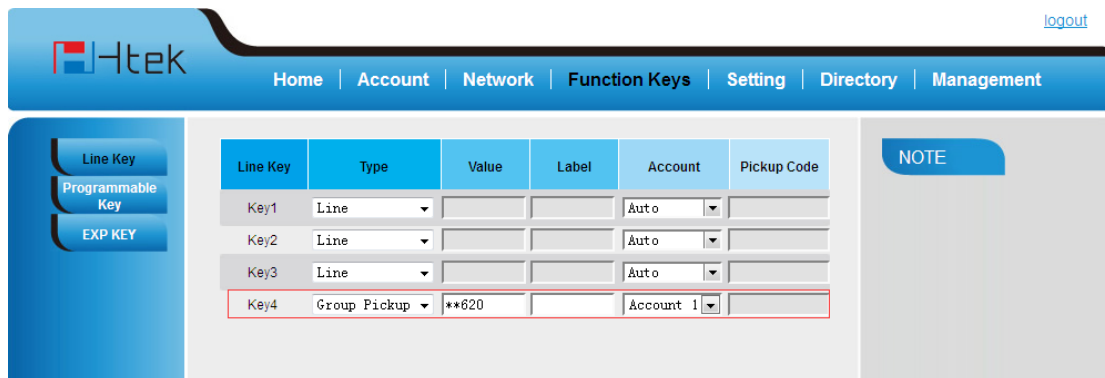 logout
Htek
Home | Account | Network | Function Keys | Setting | Directory | Management
Line Key
Programmable Key
EXP KEY
Line Key Type Value Label Account Pickup Code
Key1 Line Auto
Key2 Line Auto
Key3 Line Auto
Key4 Group Pickup **620 Account 1
NOTE